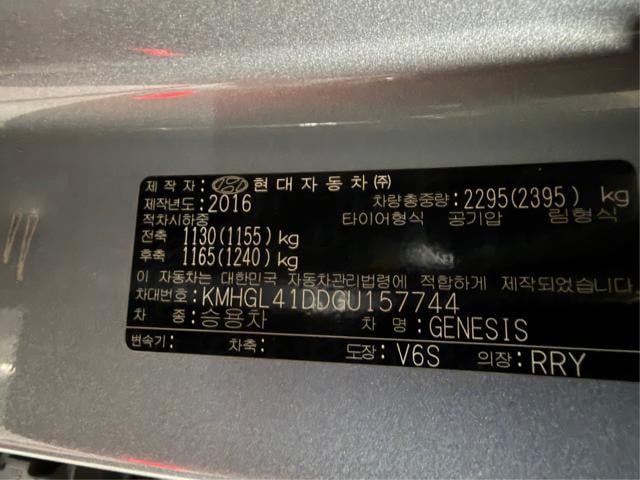 제작자: 현대자동차㈜
제작년도: 2016 차량총중량: 2295(2395) kg
적차시하중 타이어형식 공기압 림형식
전축 1130(1155) kg
후축 1165(1240) kg
이 자동차는 대한민국 자동차관리법령에 적합하게 제작되었습니다.
차대번호: KMHGL41DDGU157744
차 종: 승용차 차 명: GENESIS
변속기: 차축: 도장: V6S 의장: RRY